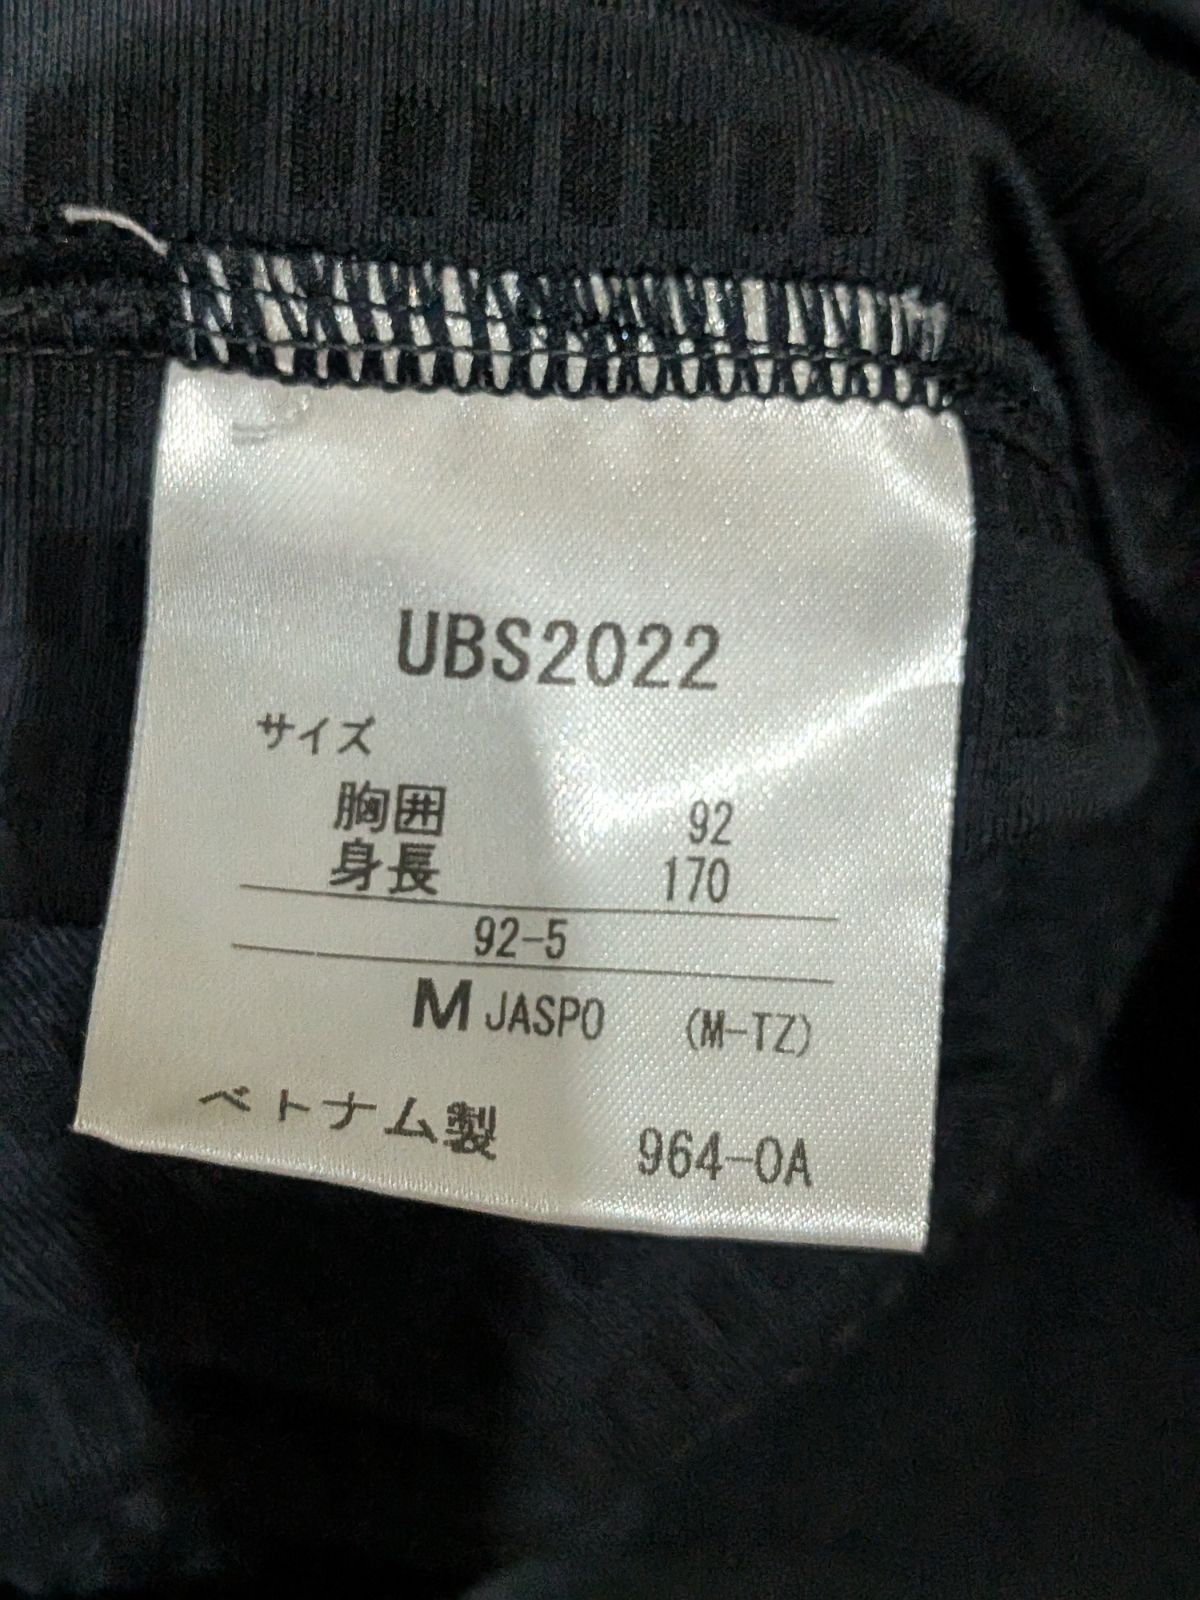 UBS2022
サイズ
胸囲 92
身長 170
92-5
M JASPO (M-TZ)
ベトナム製 964-0A